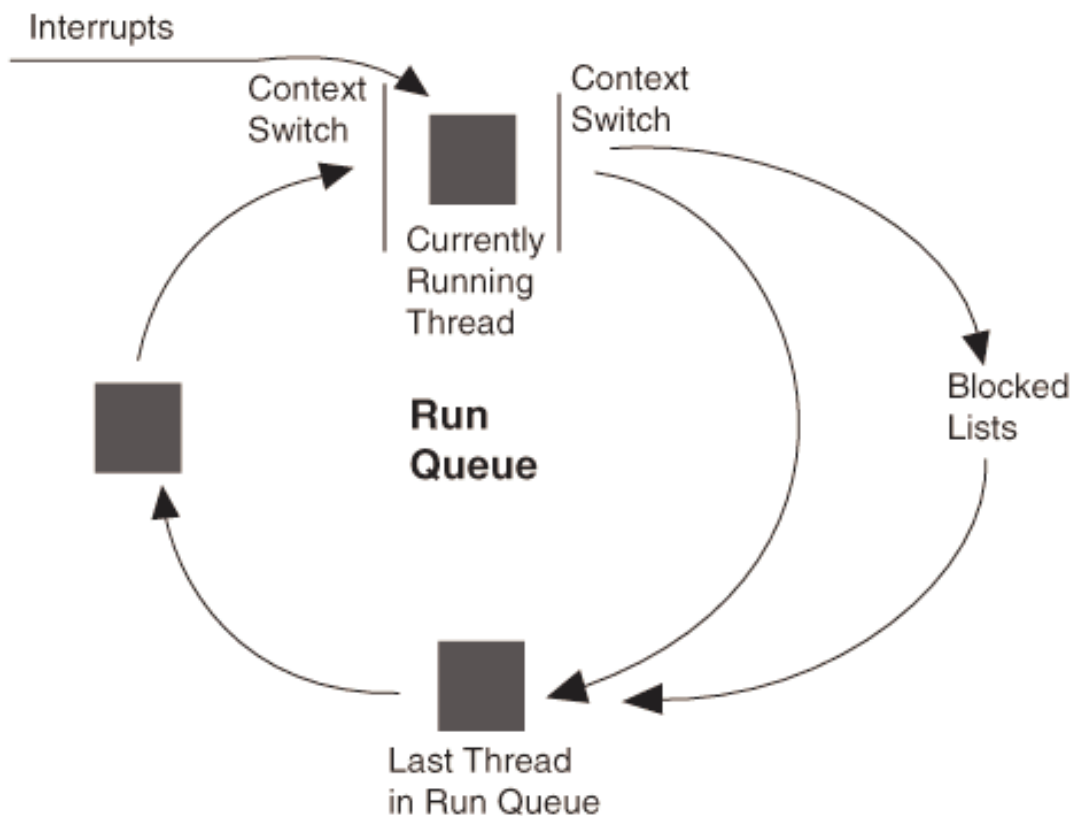 Interrupts
Context
Switch
Context
Switch
Currently
Running
Thread
Run
Queue
Blocked
Lists
Last Thread
in Run Queue